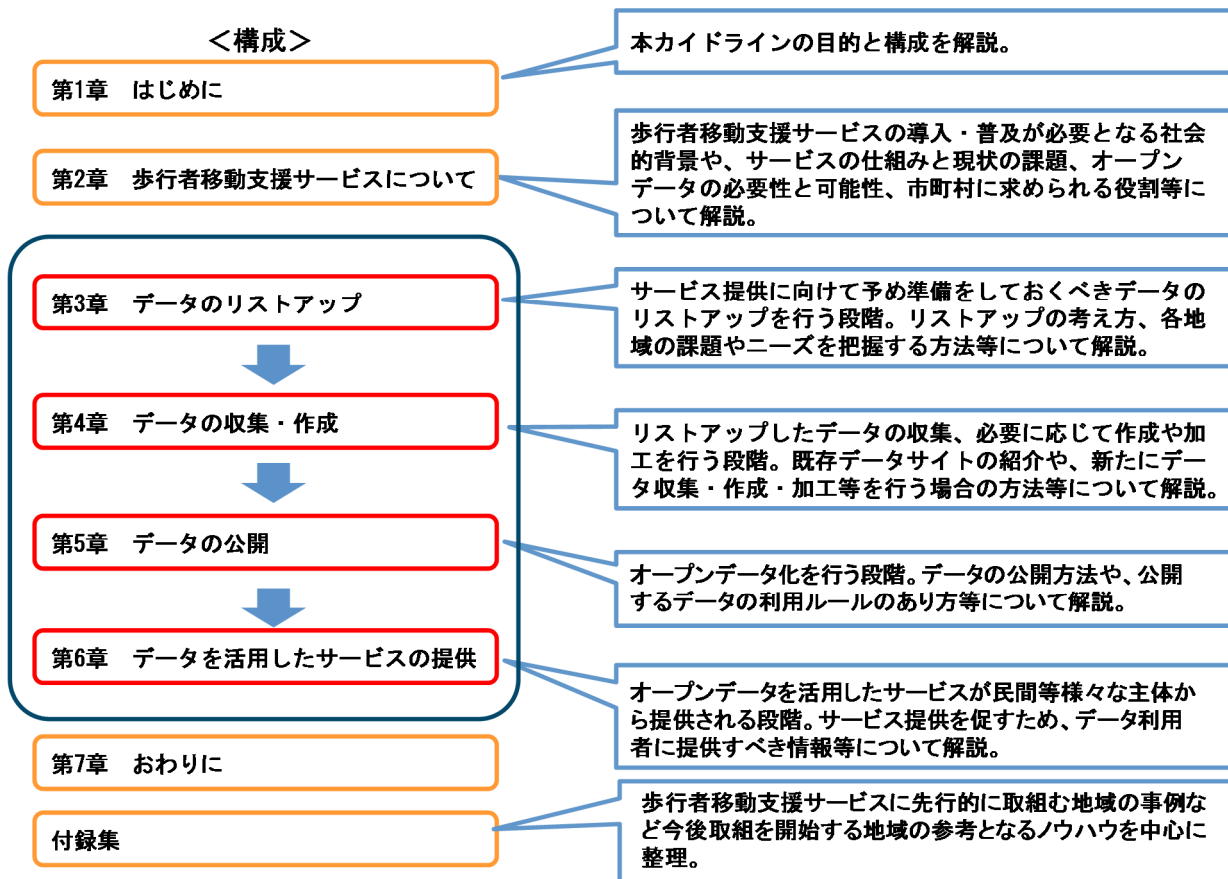 ＜構成＞
第1章　はじめに
本カイドラインの目的と構成を解説。
第2章　歩行者移動支援サービスについて
歩行者移動支援サービスの導入・普及が必要となる社会
的背景や、サービスの仕組みと現状の課題、オープン
データの必要性と可能性、市町村に求められる役割等に
ついて解説。
第3章　データのリストアップ
サービス提供に向けて予め準備をしておくべきデータの
リストアップを行う段階。リストアップの考え方、各地
域の課題やニーズを把握する方法等について解説。
第4章　データの収集・作成
リストアップしたデータの収集、必要に応じて作成や加
工を行う段階。既存データサイトの紹介や、新たにデー
タ収集・作成・加工等を行う場合の方法等について解説。
第5章　データの公開
オープンデータ化を行う段階。データの公開方法や、公開
するデータの利用ルールのあり方等について解説。
第6章　データを活用したサービスの提供
オープンデータを活用したサービスが民間等様々な主体か
ら提供される段階。サービス提供を促すため、データ利用
者に提供すべき情報等について解説。
第7章　おわりに
付録集
歩行者移動支援サービスに先行的に取組む地域の事例な
ど今後取組を開始する地域の参考となるノウハウを中心に
整理。